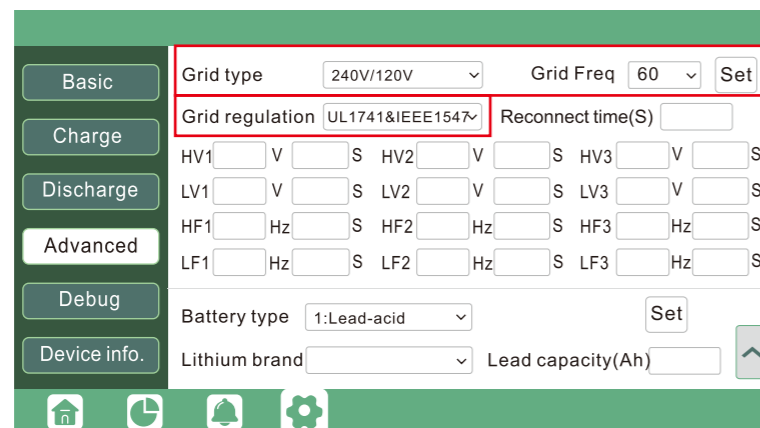 Basic
Charge
Discharge
Advanced
Debug
Device info.
Grid type 240V/120V Grid Freq 60 Set
Grid regulation UL1741&IEEE1547 Reconnect time(S)
HV1 V S HV2 V S HV3 V S
LV1 V S LV2 V S LV3 V S
HF1 Hz S HF2 Hz S HF3 Hz S
LF1 Hz S LF2 Hz S LF3 Hz S
Battery type 1:Lead-acid Set
Lithium brand Lead capacity(Ah)